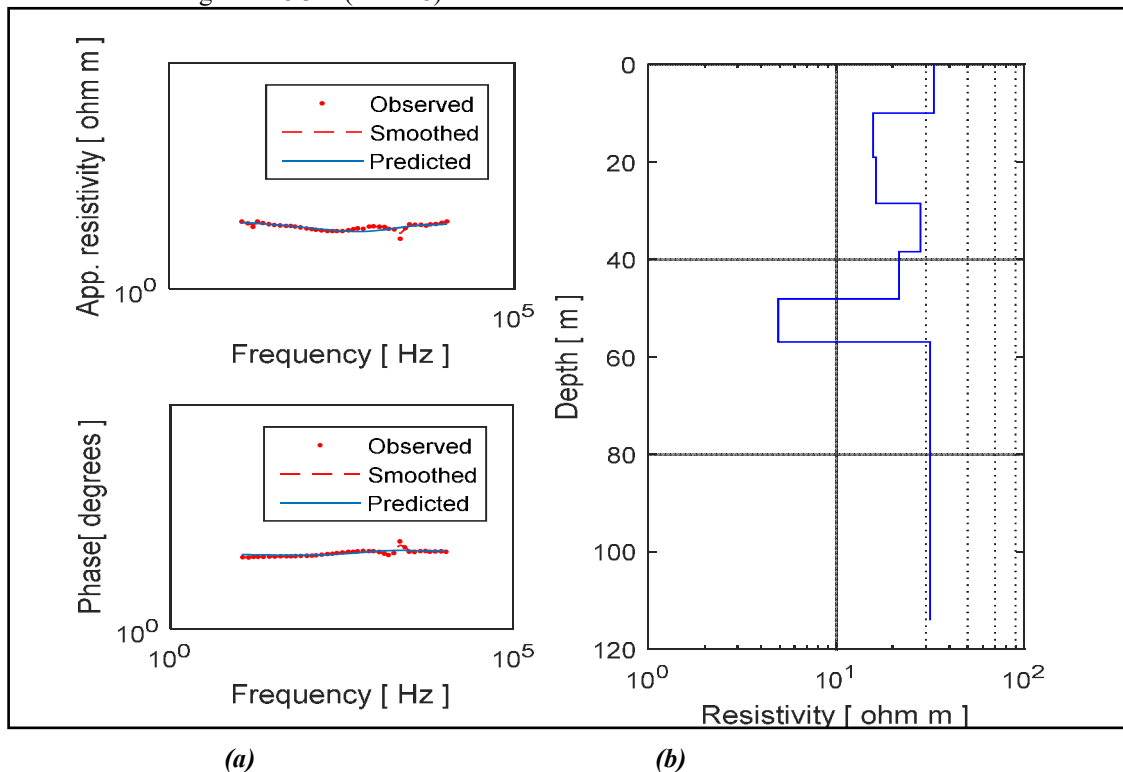 App. resistivity [ ohm m ]
Observed
Smoothed
Predicted
10^0
10^5
Frequency [ Hz ]
Phase[ degrees ]
Observed
Smoothed
Predicted
10^0
10^0
10^5
Frequency [ Hz ]
Depth [ m ]
0
20
40
60
80
100
120
10^0
10^1
10^2
Resistivity [ ohm m ]
(a)
(b)